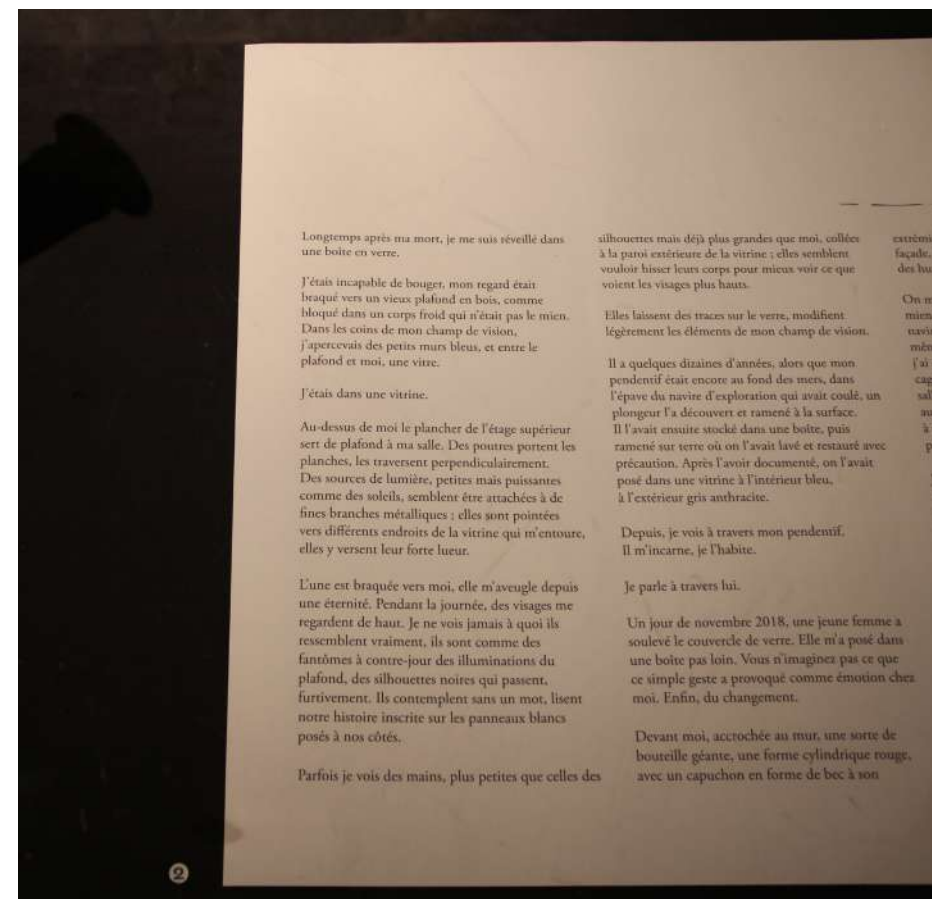 Longtemps après ma mort, je me suis réveillé dans
une boîte en verre.
J'étais incapable de bouger, mon regard était
braqué vers un vieux plafond en bois, comme
bloqué dans un corps froid qui n'était pas le mien.
Dans les coins de mon champ de vision,
j'apercevais des petits murs bleus, et entre le
plafond et moi, une vitre.
J'étais dans une vitrine.
Au-dessus de moi le plancher de l'étage supérieur
sert de plafond à ma salle. Des poutres portent les
planches, les traversent perpendiculairement.
Des sources de lumière, petites mais puissantes
comme des soleils, semblent être attachées à de
fines branches métalliques ; elles sont pointées
vers différents endroits de la vitrine qui m'entoure,
elles y versent leur forte lueur.
L'une est braquée vers moi, elle m'aveugle depuis
une éternité. Pendant la journée, des visages me
regardent de haut. Je ne vois jamais à quoi ils
ressemblent vraiment, ils sont comme des
fantômes à contre-jour des illuminations du
plafond, des silhouettes noires qui passent,
furtivement. Ils contemplent sans un mot, lisent
notre histoire inscrite sur les panneaux blancs
posés à nos côtés.
Parfois je vois des mains, plus petites que celles des
silhouettes mais déjà plus grandes que moi, collées
à la paroi extérieure de la vitrine ; elles semblent
vouloir hisser leurs corps pour mieux voir ce que
voient les visages plus hauts.
Elles laissent des traces sur le verre, modifient
légèrement les éléments de mon champ de vision.
Il a quelques dizaines d'années, alors que mon
pendentif était encore au fond des mers, dans
l'épave du navire d'exploration qui avait coulé, un
plongeur l'a découvert et ramené à la surface.
Il l'avait ensuite stocké dans une boîte, puis
ramené sur terre où on l'avait lavé et restauré avec
précaution. Après l'avoir documenté, on l'avait
posé dans une vitrine à l'intérieur bleu,
à l'extérieur gris anthracite.
Depuis, je vois à travers mon pendentif.
Il m'incarne, je l'habite.
Je parle à travers lui.
Un jour de novembre 2018, une jeune femme a
soulevé le couvercle de verre. Elle m'a posé dans
une boîte pas loin. Vous n'imaginez pas ce que
ce simple geste a provoqué comme émotion chez
moi. Enfin, du changement.
Devant moi, accrochée au mur, une sorte de
bouteille géante, une forme cylindrique rouge,
avec un capuchon en forme de bec à son
façade,
On
j'ai
à
2